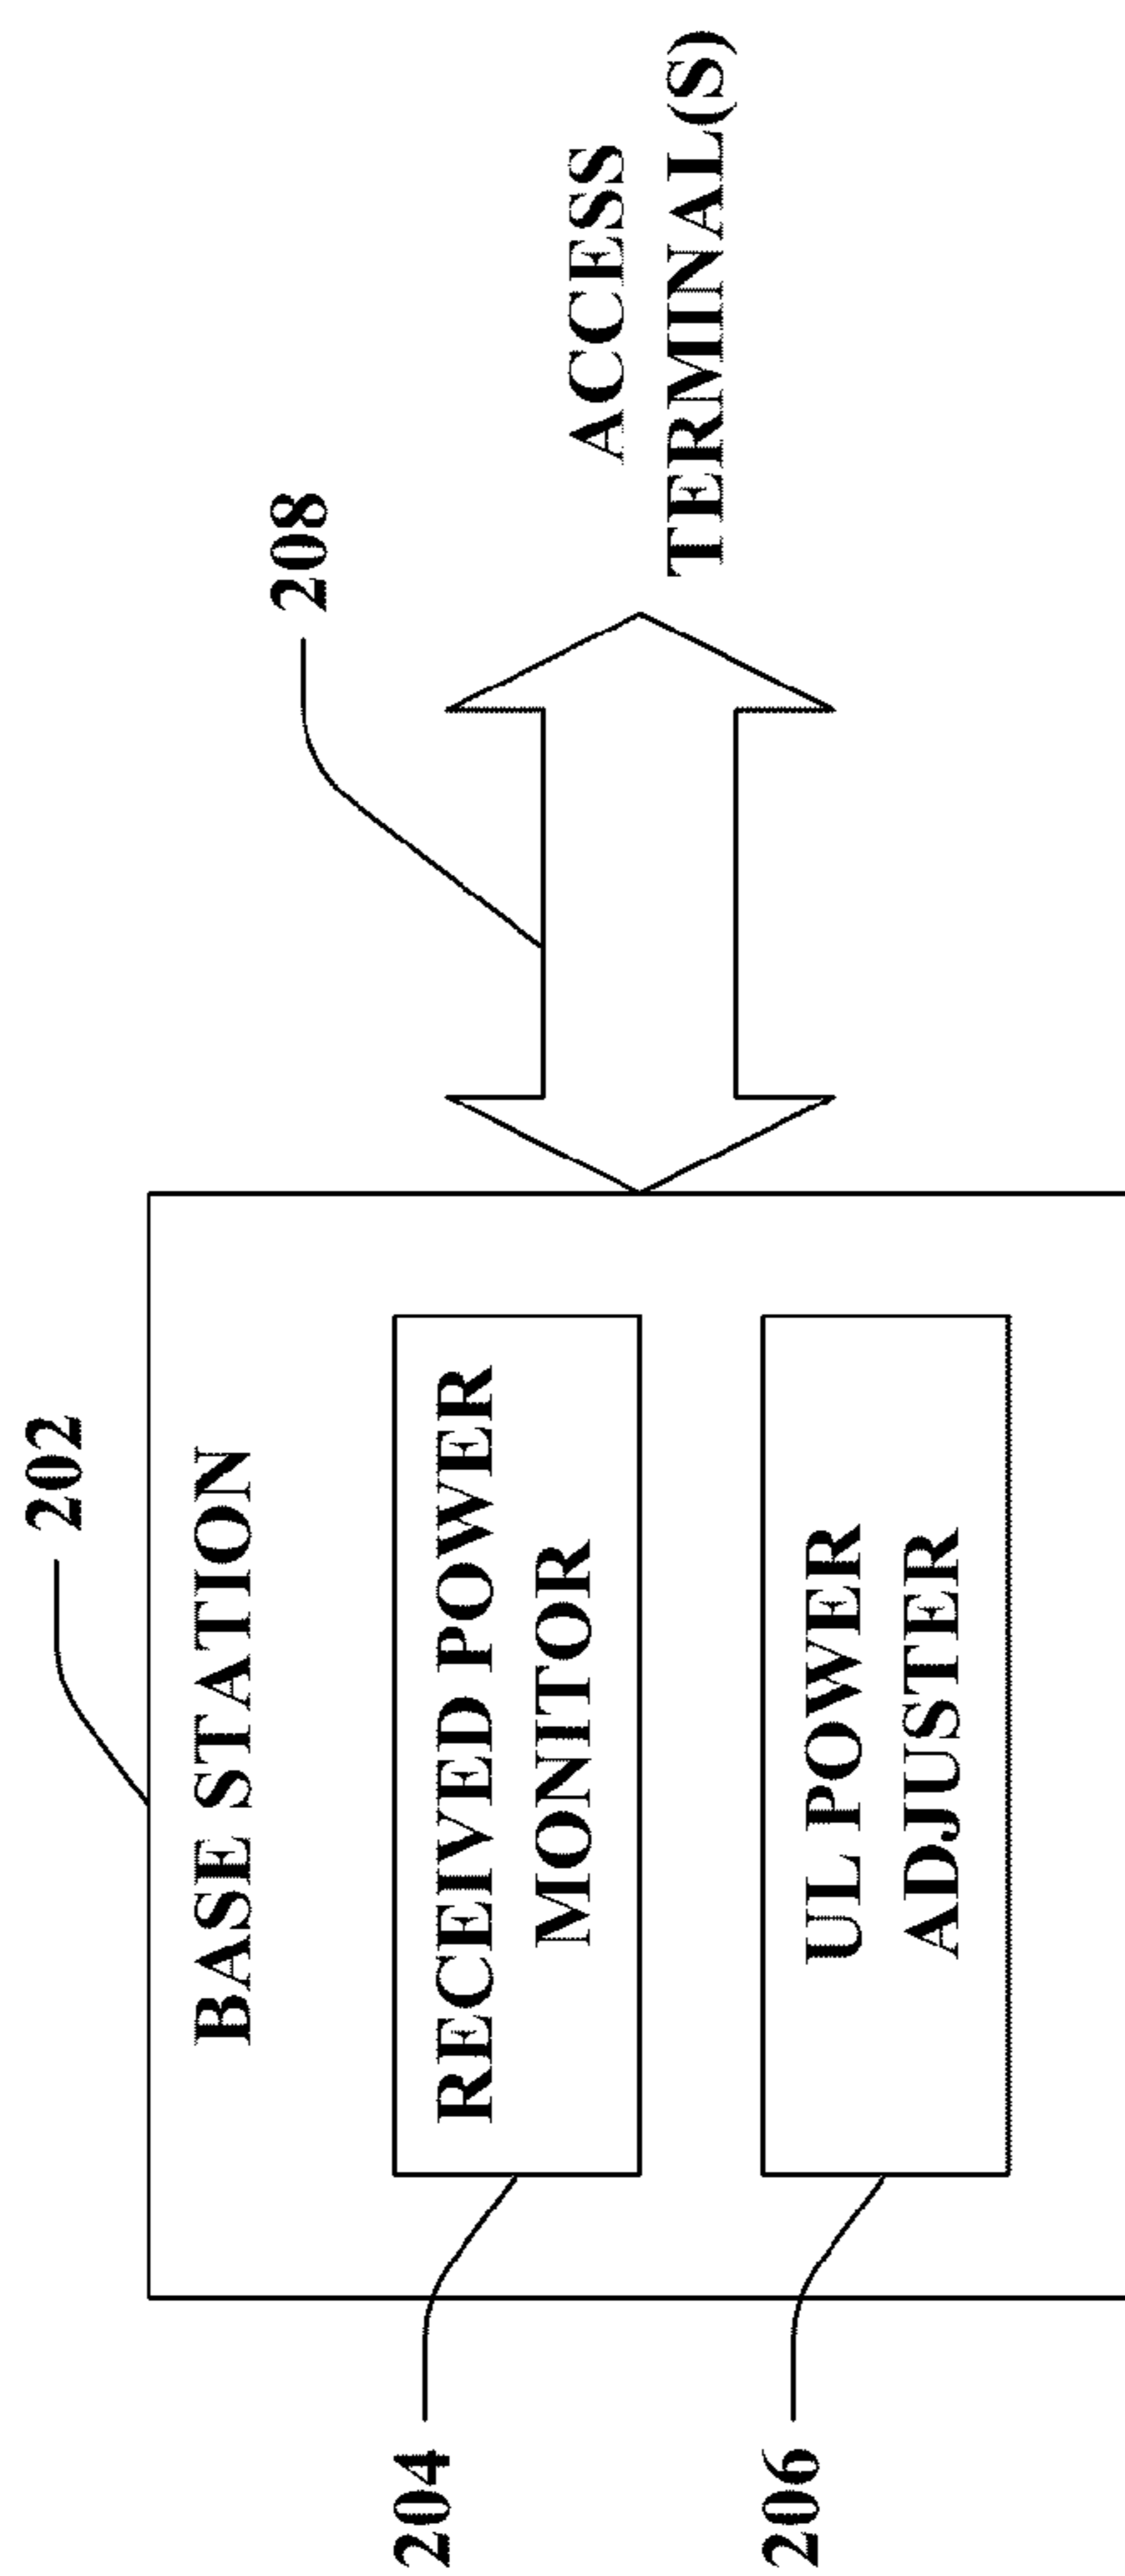 202
BASE STATION
208
204
RECEIVED POWER
MONITOR
ACCESS
TERMINAL(S)
206
UL POWER
ADJUSTER